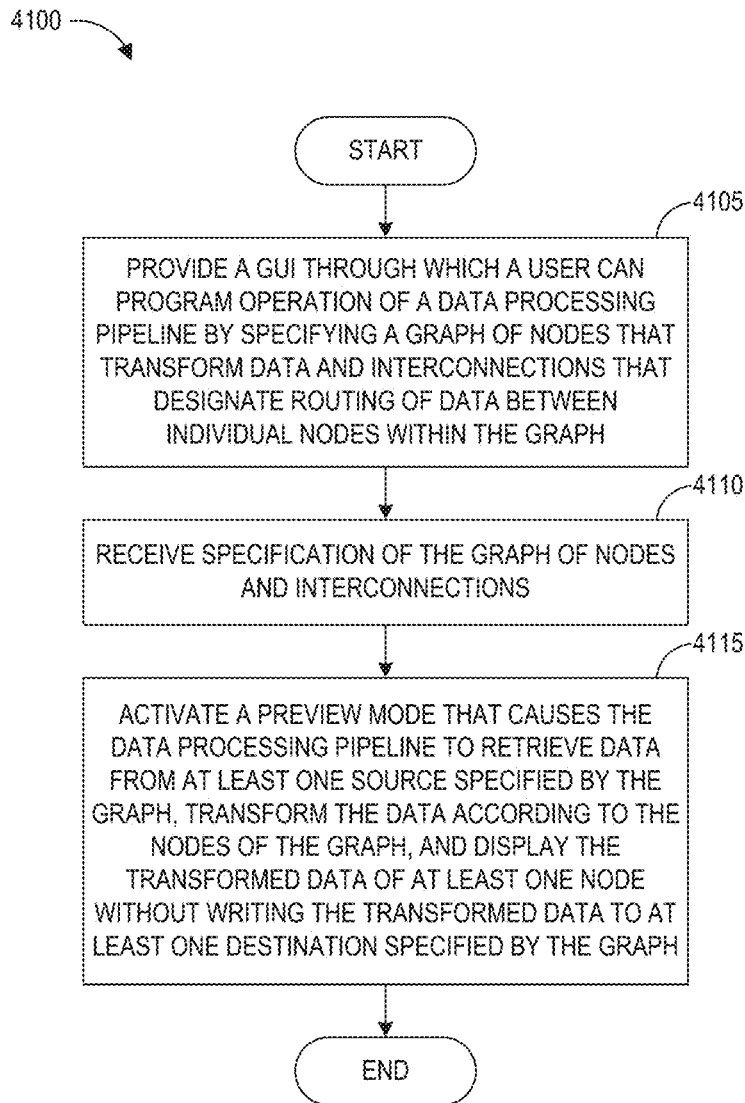 4100
START
4105
PROVIDE A GUI THROUGH WHICH A USER CAN
PROGRAM OPERATION OF A DATA PROCESSING
PIPELINE BY SPECIFYING A GRAPH OF NODES THAT
TRANSFORM DATA AND INTERCONNECTIONS THAT
DESIGNATE ROUTING OF DATA BETWEEN
INDIVIDUAL NODES WITHIN THE GRAPH
4110
RECEIVE SPECIFICATION OF THE GRAPH OF NODES
AND INTERCONNECTIONS
4115
ACTIVATE A PREVIEW MODE THAT CAUSES THE
DATA PROCESSING PIPELINE TO RETRIEVE DATA
FROM AT LEAST ONE SOURCE SPECIFIED BY THE
GRAPH, TRANSFORM THE DATA ACCORDING TO THE
NODES OF THE GRAPH, AND DISPLAY THE
TRANSFORMED DATA OF AT LEAST ONE NODE
WITHOUT WRITING THE TRANSFORMED DATA TO AT
LEAST ONE DESTINATION SPECIFIED BY THE GRAPH
END